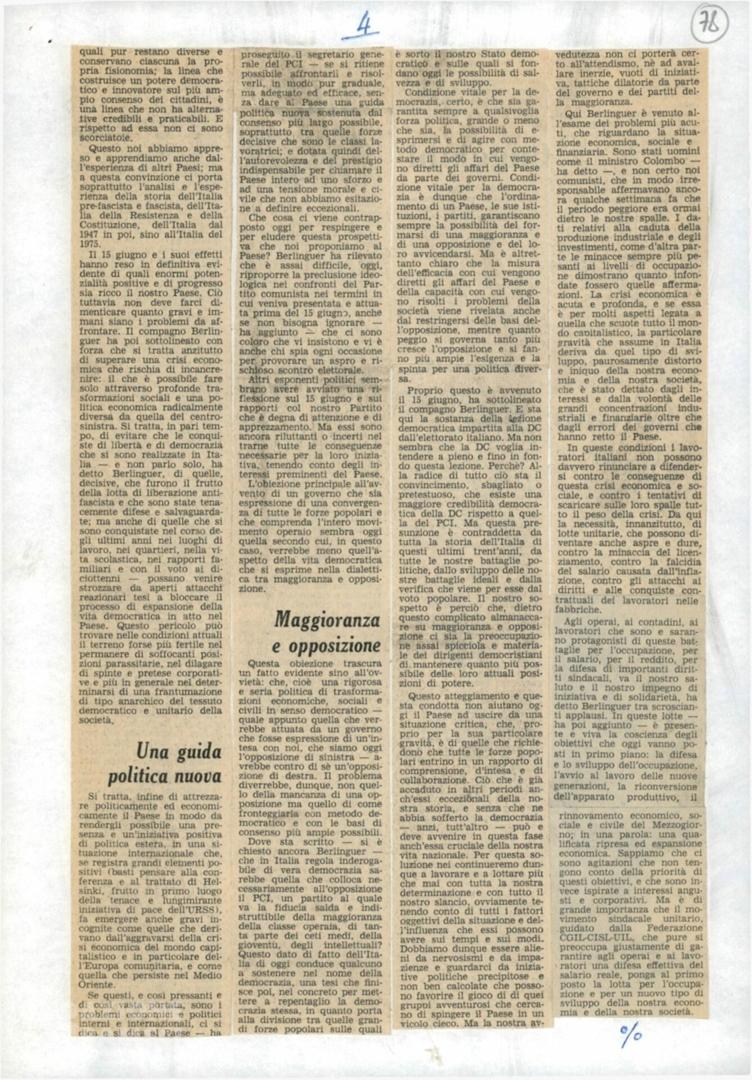 4
78
quali pur restano diverse e
conservano ciascuna la pro-
pria fisionomia; la linea che
costruisce un potere democra-
tico e innovatore sul più am-
pio consenso dei cittadini, è
una linea che non ha alterna-
tive credibili e praticabili. E
rispetto ad essa non ci sono
scorciatoie.
Questo noi abbiamo appre-
so e apprendiamo anche dal-
l'esperienza di altri Paesi; ma
a questa convinzione ci porta
soprattutto l'analisi e l'espe-
rienza della storia dell'Italia
pre-fascista e fascista, dell'Ita-
lia della Resistenza e della
Costituzione, dell'Italia dal
1947 in poi, sino all'Italia del
1975.
Il 15 giugno e i suoi effetti
hanno reso in definitiva evi-
dente di quali enormi poten-
zialità positive e di progresso
sia ricco il nostro Paese. Ciò
tuttavia non deve farci di-
menticare quanto gravi e im-
mani siano i problemi da af-
frontare. Il compagno Berlin-
guer ha poi sottolineato con
forza che si tratta anzitutto
di superare una crisi econo-
mica che rischia di incancre-
nire: il che è possibile fare
solo attraverso profonde tra-
sformazioni sociali e una po-
litica economica radicalmente
diversa da quella del centro-
sinistra. Si tratta, in pari tem-
po, di evitare che le conqui-
ste di libertà e di democrazia
che si sono realizzate in Ita-
lia — e non parlo solo, ha
detto Berlinguer, di quelle,
decisive, che furono il frutto
della lotta di liberazione anti-
fascista e che sono state tena-
cemente difese e salvaguarda-
te; ma anche di quelle che si
sono conquistate nel corso de-
gli ultimi anni nei luoghi di
lavoro, nei quartieri, nella vi-
ta scolastica, nei rapporti fa-
miliari e con il voto ai di-
ciottenni — possano venire
strozzate da aperti attacchi
reazionari tesi a bloccare il
processo di espansione della
vita democratica in atto nel
Paese. Questo pericolo può
trovare nelle condizioni attuali
il terreno forse più fertile nel
permanere di soffocanti posi-
zioni parassitarie, nel dilagare
di spinte e pretese corporati-
ve e più in generale nel deter-
minarsi di una frantumazione
di tipo anarchico del tessuto
democratico e unitario della
società.
Una guida
politica nuova
Si tratta, infine di attrezza-
re politicamente ed economi-
camente il Paese in modo da
rendergli possibile una pre-
senza e un'iniziativa positiva
di politica estera, in una si-
tuazione internazionale che,
se registra grandi elementi po-
sitivi (basti pensare alla con-
ferenza e al trattato di Hel-
sinki, frutto in primo luogo
della tenace e lungimirante
iniziativa di pace dell'URSS),
fa emergere anche gravi in-
cognite come quelle che deri-
vano dall'aggravarsi della cri-
si economica del mondo capi-
talistico e in particolare del-
l'Europa comunitaria, e come
quella che persiste nel Medio
Oriente.
Se questi, e così pressanti e
di così vasta portata, sono i
problemi economici e politici
interni e internazionali, ci si
dica e si dica al Paese — ha
proseguito il segretario gene-
rale del PCI — se si ritiene
possibile affrontarli e risol-
verli, in modo pur graduale,
ma adeguato ed efficace, sen-
za dare al Paese una guida
politica nuova sostenuta dal
consenso più largo possibile,
soprattutto tra quelle forze
decisive che sono le classi la-
voratrici; e dotata quindi del-
l'autorevolezza e del prestigio
indispensabile per chiamare il
Paese intero ad uno sforzo e
ad una tensione morale e ci-
vile che non abbiamo esitazio-
ne a definire eccezionali.
Che cosa ci viene contrap-
posto oggi per respingere e
per eludere questa prospetti-
va che noi proponiamo al
Paese? Berlinguer ha rilevato
che è assai difficile, oggi,
riproporre la preclusione ideo-
logica nei confronti del Par-
tito comunista nei termini in
cui veniva presentata e attua-
ta prima del 15 giugno, anche
se non bisogna ignorare —
ha aggiunto — che ci sono
coloro che vi insistono e vi è
anche chi spia ogni occasione
per provocare un aspro e ri-
schioso scontro elettorale.
Altri esponenti politici sem-
brano avere avviato una ri-
flessione sul 15 giugno e sui
rapporti col nostro Partito
che è degna di attenzione e di
apprezzamento. Ma essi sono
ancora riluttanti o incerti nel
trarne tutte le conseguenze
necessarie per la loro inizia-
tiva, tenendo conto degli in-
teressi preminenti del Paese.
L'obiezione principale all'av-
vento di un governo che sia
espressione di una convergen-
za di tutte le forze popolari e
che comprenda l'intero movi-
mento operaio sembra oggi
quella secondo cui, in questo
caso, verrebbe meno quell'a-
spetto della vita democratica
che si esprime nella dialetti-
ca tra maggioranza e opposi-
zione.
Maggioranza
e opposizione
Questa obiezione trascura
un fatto evidente sino all'ov-
vietà: che, cioè una rigorosa
e seria politica di trasforma-
zioni economiche, sociali e
civili in senso democratico —
quale appunto quella che ver-
rebbe attuata da un governo
che fosse espressione di un'in-
tesa con noi, che siamo oggi
l'opposizione di sinistra — a-
vrebbe contro di sè un'opposi-
zione di destra. Il problema
diverrebbe, dunque, non quel-
lo della mancanza di una op-
posizione ma quello di come
fronteggiarla con metodo de-
mocratico e con le basi di
consenso più ampie possibili.
Dove sta scritto — si è
chiesto ancora Berlinguer —
che in Italia regola inderoga-
bile di vera democrazia sa-
rebbe quella che colloca ne-
cessariamente all'opposizione
il PCI, un partito al quale
va la fiducia salda e indi-
struttibile della maggioranza
della classe operaia, di tan-
ta parte dei ceti medi, della
gioventù, degli intellettuali?
Questo dato di fatto dell'Ita-
lia di oggi conduce qualcuno
a sostenere nel nome della
democrazia, una tesi che fini-
sce poi, nel concreto per met-
tere a repentaglio la demo-
crazia stessa, in quanto porta
alla divisione tra quelle gran-
di forze popolari sulle quali
è sorto il nostro Stato demo-
cratico e sulle quali si fon-
dano oggi le possibilità di sal-
vezza e di sviluppo.
Condizione vitale per la de-
mocrazia, certo, è che sia ga-
rantita sempre a qualsivoglia
forza politica, grande o meno
che sia, la possibilità di e-
sprimersi e di agire con me-
todo democratico per conte-
stare il modo in cui vengo-
no diretti gli affari del Paese
da parte dei governi. Condi-
zione vitale per la democra-
zia è dunque che l'ordina-
mento di un Paese, le sue isti-
tuzioni, i partiti, garantiscano
sempre la possibilità del for-
marsi di una maggioranza e
di una opposizione e del lo-
ro avvicendarsi. Ma è altret-
tanto chiaro che la misura
dell'efficacia con cui vengono
diretti gli affari del Paese e
della capacità con cui vengo-
no risolti i problemi della
società viene rivelata anche
dal restringersi delle basi del-
l'opposizione, mentre quanto
peggio si governa tanto più
cresce l'opposizione e si fan-
no più ampie l'esigenza e la
spinta per una politica diver-
sa.
Proprio questo è avvenuto
il 15 giugno, ha sottolineato
il compagno Berlinguer. E sta
qui la sostanza della lezione
democratica impartita alla DC
dall'elettorato italiano. Ma non
sembra che la DC voglia in-
tendere a pieno e fino in fon-
do questa lezione. Perchè? Al-
la radice di tutto ciò sta il
convincimento, sbagliato o
pretestuoso, che esiste una
maggiore credibilità democra-
tica della DC rispetto a quel-
la del PCI. Ma questa pre-
sunzione è contraddetta da
tutta la storia dell'Italia di
questi ultimi trent'anni, da
tutte le nostre battaglie po-
litiche, dallo sviluppo delle no-
stre battaglie ideali e dalla
verifica che viene per esse dal
voto popolare. Il nostro so-
spetto è perciò che, dietro
questo complicato almanacca-
re su maggioranza e opposi-
zione ci sia la preoccupazio-
ne assai spicciola e materia-
le dei dirigenti democristiani
di mantenere quanto più pos-
sibile delle loro attuali posi-
zioni di potere.
Questo atteggiamento e que-
sta condotta non aiutano og-
gi il Paese ad uscire da una
situazione critica, che, pro-
prio per la sua particolare
gravità, è di quelle che richie-
dono che tutte le forze popo-
lari entrino in un rapporto di
comprensione, d'intesa e di
collaborazione. Ciò che è già
accaduto in altri periodi an-
ch'essi eccezionali della no-
stra storia, e senza che ne
abbia sofferto la democrazia
— anzi, tutt'altro — può e
deve avvenire in questa fase
anch'essa cruciale della nostra
vita nazionale. Per questa so-
luzione noi continueremo dun-
que a lavorare e a lottare più
che mai con tutta la nostra
determinazione e con tutto il
nostro slancio, ovviamente te-
nendo conto di tutti i fattori
oggettivi della situazione e del-
l'influenza che essi possono
avere sui tempi e sui modi.
Dobbiamo dunque essere alie-
ni da nervosismi e da impa-
zienze e guardarci da inizia-
tive politiche precipitose e
non ben calcolate che posso-
no favorire il gioco di quei
gruppi avventurosi che cerca-
no di spingere il Paese in un
vicolo cieco. Ma la nostra av-
vedutezza non ci porterà cer-
to all'attendismo, nè ad aval-
lare inerzie, vuoti di iniziati-
va, tattiche dilatorie da parte
del governo e dei partiti del-
la maggioranza.
Qui Berlinguer è venuto al-
l'esame dei problemi più acu-
ti, che riguardano la situa-
zione economica, sociale e
finanziaria. Sono stati uomini
come il ministro Colombo —
ha detto —, e non certo noi
comunisti, che in modo irre-
sponsabile affermavano anco-
ra qualche settimana fa che
il periodo peggiore era ormai
dietro le nostre spalle. I da-
ti relativi alla caduta della
produzione industriale e degli
investimenti, come d'altra par-
te le minacce sempre più pe-
santi ai livelli di occupazio-
ne dimostrano quanto infon-
date fossero quelle afferma-
zioni. La crisi economica è
acuta e profonda, e se essa
è per molti aspetti legata a
quella che scuote tutto il mon-
do capitalistico, la particolare
gravità che assume in Italia
deriva da quel tipo di svi-
luppo, paurosamente distorto
e iniquo della nostra econo-
mia e della nostra società,
che è stato dettato dagli in-
teressi e dalla volontà delle
grandi concentrazioni indu-
striali e finanziarie oltre che
dagli errori dei governi che
hanno retto il Paese.
In queste condizioni i lavo-
ratori italiani non possono
davvero rinunciare a difender-
si contro le conseguenze di
questa crisi economica e so-
ciale, e contro i tentativi di
scaricare sulle loro spalle tut-
to il peso della crisi. Da qui
la necessità, innanzitutto, di
lotte unitarie, che possono di-
ventare anche aspre e dure,
contro la minaccia del licen-
ziamento, contro la falcidia
del salario causata dall'infla-
zione, contro gli attacchi ai
diritti e alle conquiste con-
trattuali dei lavoratori nelle
fabbriche.
Agli operai, ai contadini, ai
lavoratori che sono e saran-
no protagonisti di queste bat-
taglie per l'occupazione, per
il salario, per il reddito, per
la difesa di importanti dirit-
ti sindacali, va il nostro sa-
luto e il nostro impegno di
iniziativa e di solidarietà, ha
detto Berlinguer tra scroscian-
ti applausi. In queste lotte —
ha poi aggiunto — è presen-
te e viva la coscienza degli
obiettivi che oggi vanno po-
sti in primo piano: la difesa
e lo sviluppo dell'occupazione,
l'avvio al lavoro delle nuove
generazioni, la riconversione
dell'apparato produttivo, il
rinnovamento economico, so-
ciale e civile del Mezzogior-
no; in una parola: una qua-
lificata ripresa ed espansione
economica. Sappiamo che ci
sono agitazioni che non ten-
gono conto della priorità di
questi obiettivi, e che sono in-
vece ispirate a interessi angu-
sti e corporativi. Ma è di
grande importanza che il mo-
vimento sindacale unitario,
guidato dalla Federazione
CGIL-CISL-UIL, che pure si
preoccupa giustamente di ga-
rantire agli operai e ai lavo-
ratori una difesa effettiva del
salario reale, ponga al primo
posto la lotta per l'occupa-
zione e per un nuovo tipo di
sviluppo della nostra econo-
mia e della nostra società.
%